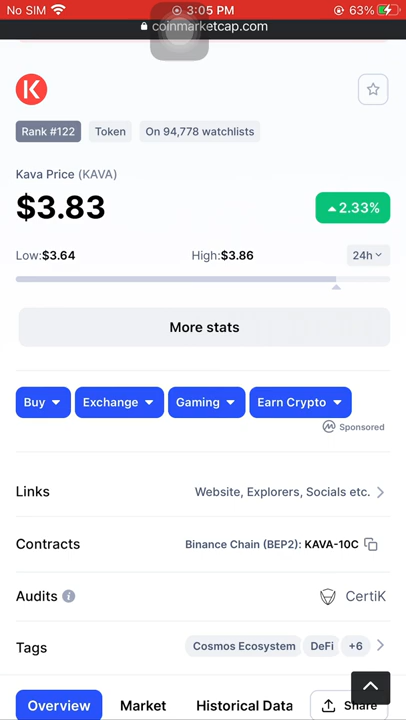 No SIM 3:05 PM 63%
coinmarketcap.com
Rank #122 Token On 94,778 watchlists
Kava Price (KAVA)
$3.83 2.33%
Low:$3.64 High:$3.86 24h
More stats
Buy Exchange Gaming Earn Crypto
Sponsored
Links Website, Explorers, Socials etc.
Contracts Binance Chain (BEP2): KAVA-10C
Audits CertiK
Tags Cosmos Ecosystem DeFi +6
Overview Market Historical Data Share